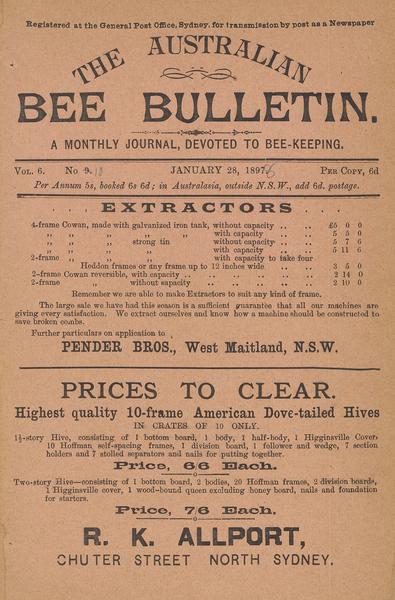 Registered at the General Post Office, Sydney, for transmission by post as a Newspaper
THE AUSTRALIAN
BEE BULLETIN.
A MONTHLY JOURNAL, DEVOTED TO BEE-KEEPING.
VOL. 6. No 9. 10 JANUARY 28, 1897. PER COPY, 6d
Per Annum 5s, booked 6s 6d; in Australasia, outside N.S.W., add 6d. postage.
EXTRACTORS
4-frame Cowan, made with galvanized iron tank, without capacity .. .. £5 0 0
,, ,, ,, ,, with capacity .. .. 5 5 0
,, ,, ,, strong tin without capacity .. .. 5 7 6
,, ,, ,, ,, with capacity .. .. 5 11 6
2-frame ,, ,, ,, with capacity to take four
Hoddon frames or any frame up to 12 inches wide .. .. 3 5 0
2-frame Cowan reversible, with capacity .. .. .. .. .. .. 2 14 0
2-frame ,, without sapacity .. .. .. .. .. 2 10 0
Remember we are able to make Extractors to suit any kind of frame.
The large sale we have had this season is a sufficient guarantee that all our machines are
giving every satisfaction. We extract ourselves and know how a machine should be constructed to
save broken combs.
Further particulars on application to
PENDER BROS., West Maitland, N.S.W.
PRICES TO CLEAR.
Highest quality 10-frame American Dove-tailed Hives
IN CRATES OF 10 ONLY.
1½-story Hive, consisting of 1 bottom board, 1 body, 1 half-body, 1 Higginsville Cover,
10 Hoffman self-spacing frames, 1 division board, 1 follower and wedge, 7 section
holders and 7 stolled separators and nails for putting together.
Price, 6/6 Each.
Two-story Hive—consisting of 1 bottom board, 2 bodies, 20 Hoffman frames, 2 division boards,
1 Higginsville cover, 1 wood-bound queen excluding honey board, nails and foundation
for starters.
Price, 7/6 Each.
R. K. ALLPORT,
CHUTER STREET NORTH SYDNEY.